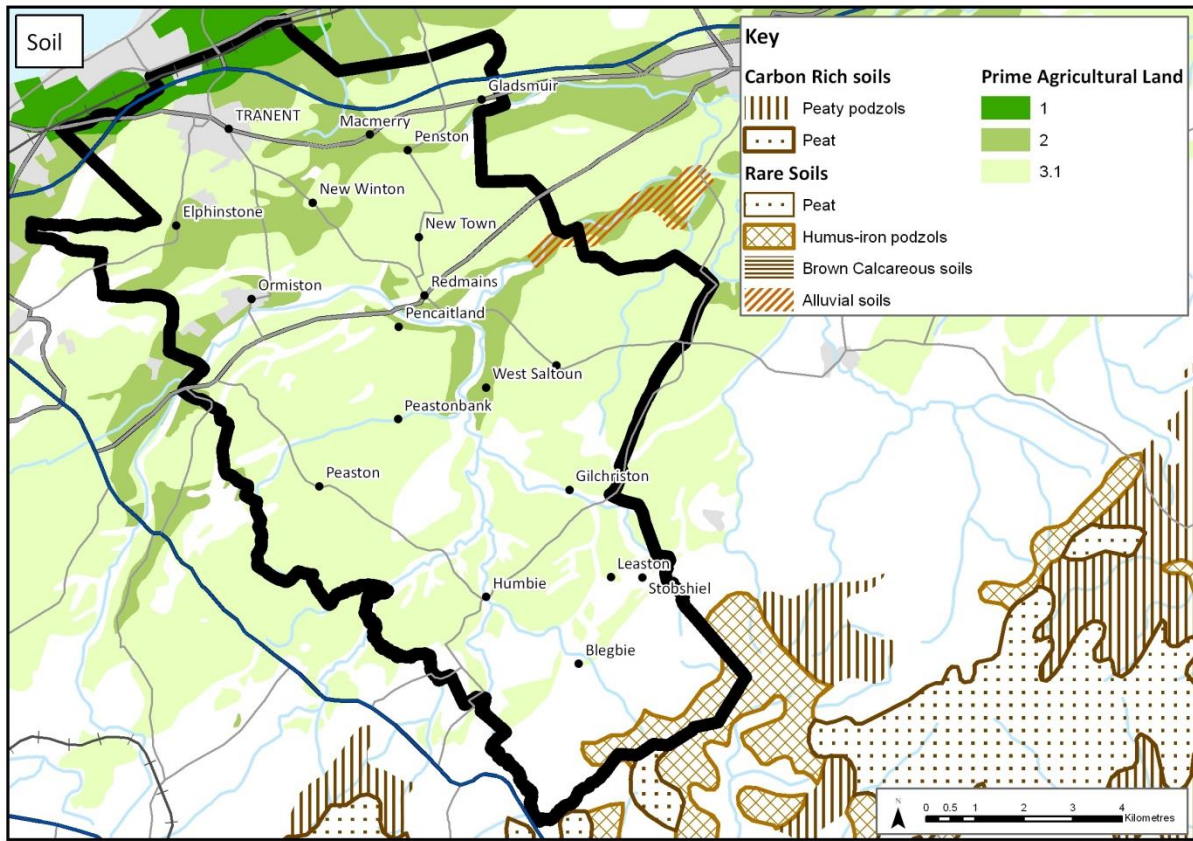 Soil
Key
Carbon Rich soils
Peaty podzols
Peat
Rare Soils
Peat
Humus-iron podzols
Brown Calcareous soils
Alluvial soils
Prime Agricultural Land
1
2
3.1
Gladsmuir
TRANENT
Macmerry
Penston
New Winton
Elphinstone
New Town
Ormiston
Redmains
Pencaitland
West Saltoun
Peastonbank
Peaston
Gilchriston
Leaston
Humbie
Stobshiel
Blegbie
N
0 0.5 1 2 3 4
Kilometres